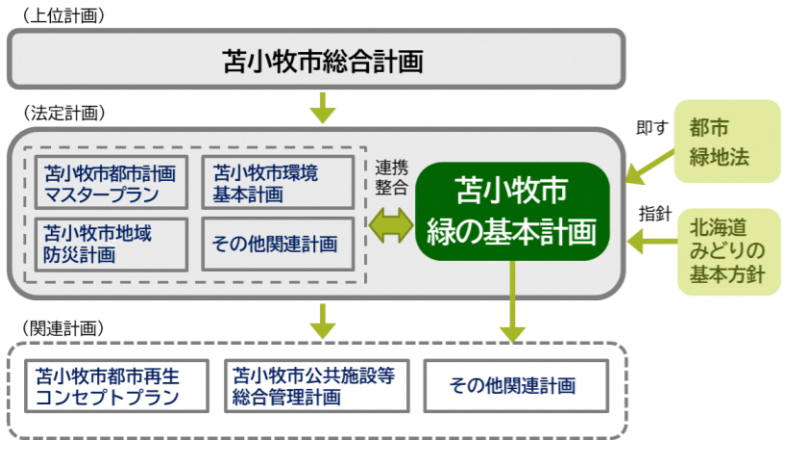 （上位計画）
苫小牧市総合計画
（法定計画）
苫小牧市都市計画
マスタープラン
苫小牧市環境
基本計画
苫小牧市地域
防災計画
その他関連計画
連携
整合
苫小牧市
緑の基本計画
即す
都市
緑地法
指針
北海道
みどりの
基本方針
（関連計画）
苫小牧市都市再生
コンセプトプラン
苫小牧市公共施設等
総合管理計画
その他関連計画